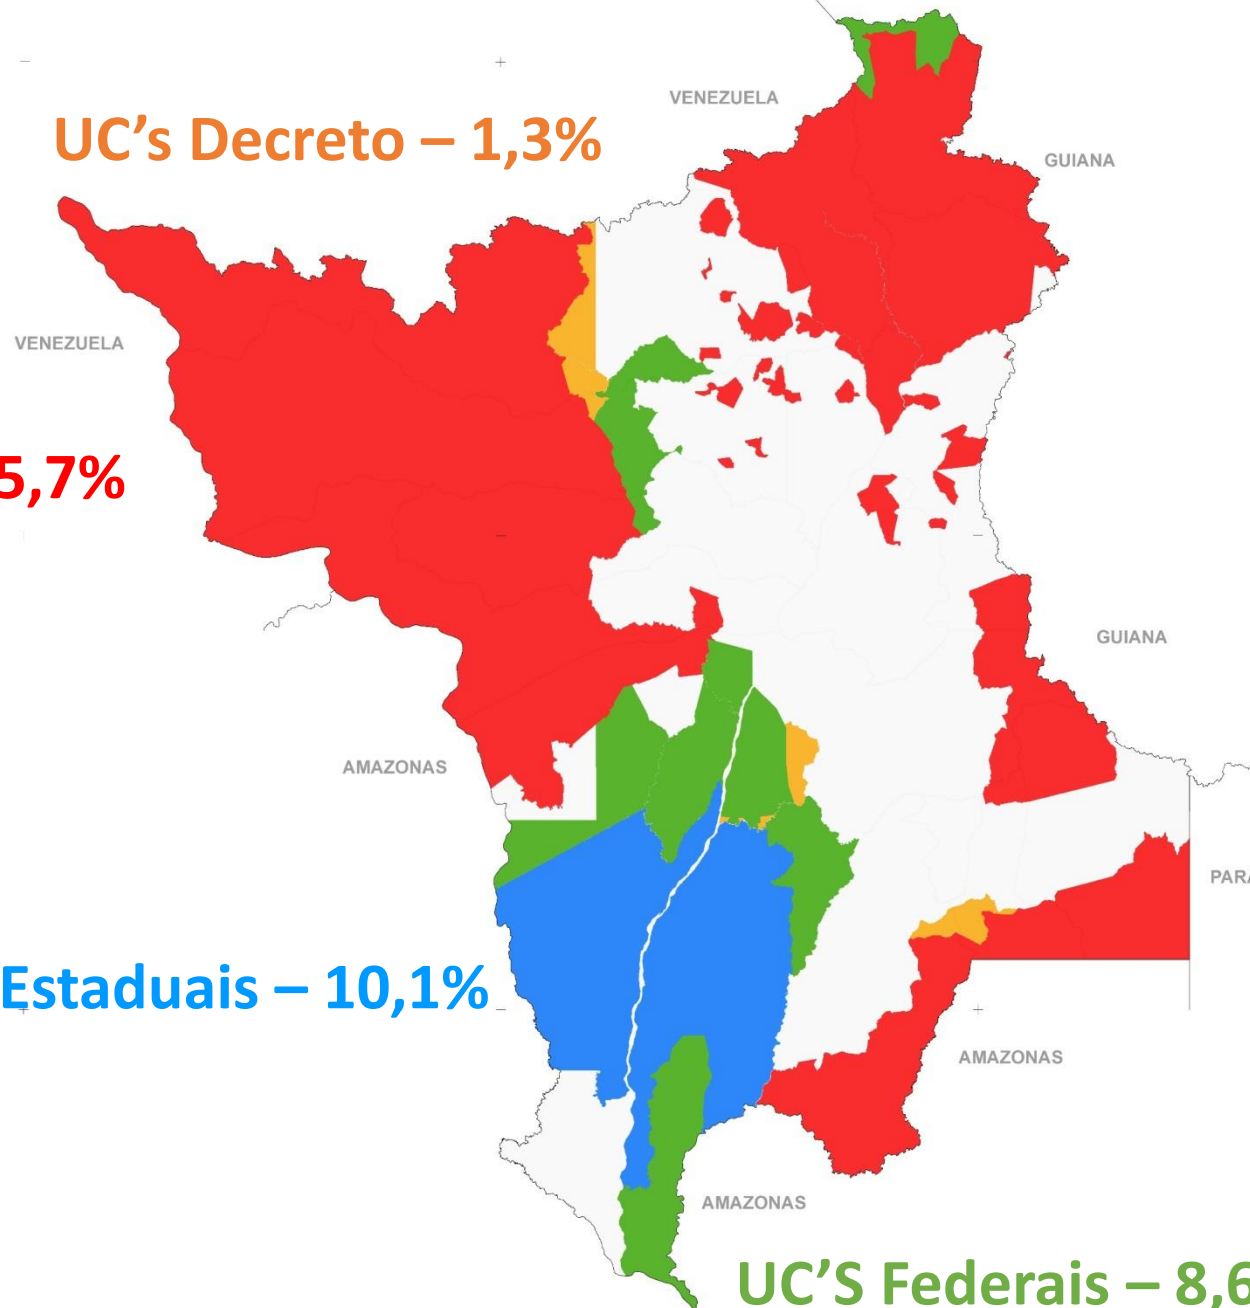 VENEZUELA
UC’s Decreto – 1,3%
GUIANA
VENEZUELA
5,7%
GUIANA
AMAZONAS
PARÁ
Estaduais – 10,1%
AMAZONAS
AMAZONAS
UC’S Federais – 8,6